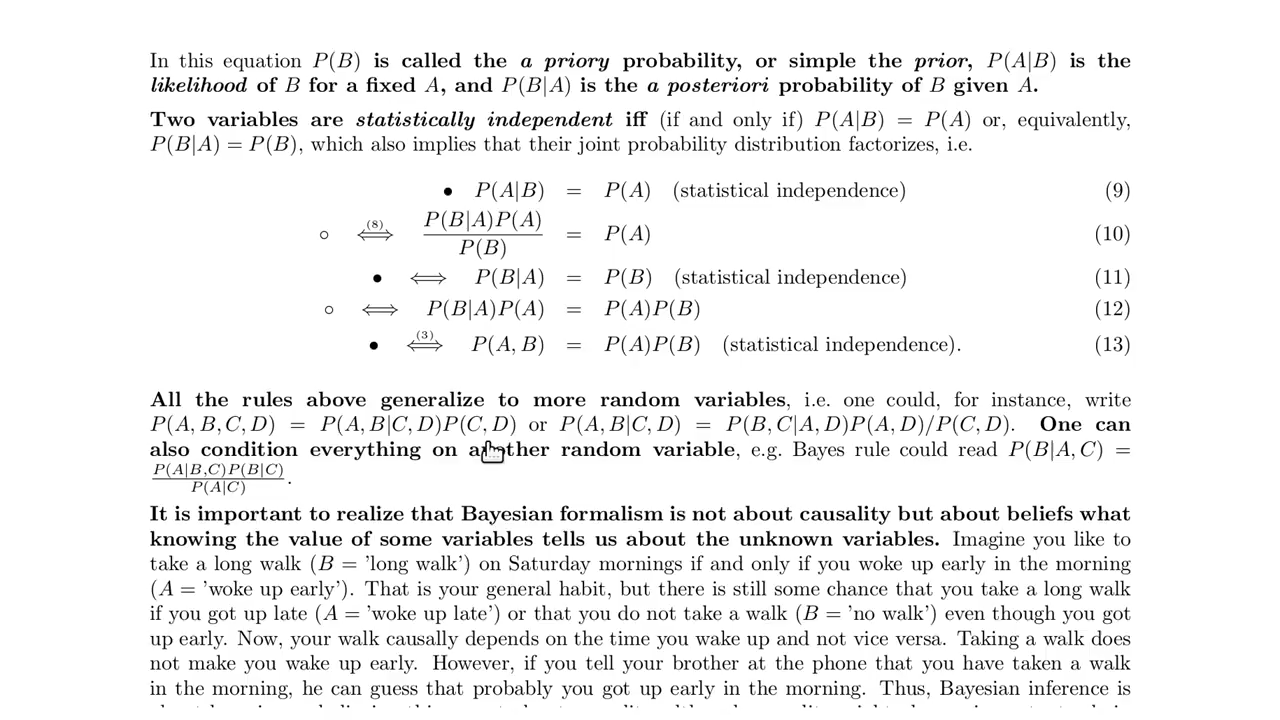 In this equation P(B) is called the a priory probability, or simple the prior, P(A|B) is the
likelihood of B for a fixed A, and P(B|A) is the a posteriori probability of B given A.
Two variables are statistically independent iff (if and only if) P(A|B) = P(A) or, equivalently,
P(B|A) = P(B), which also implies that their joint probability distribution factorizes, i.e.
• P(A|B) = P(A) (statistical independence) (9)
○ (8) ⟺ P(B|A)P(A) / P(B) = P(A) (10)
• ⟺ P(B|A) = P(B) (statistical independence) (11)
○ ⟺ P(B|A)P(A) = P(A)P(B) (12)
• (3) ⟺ P(A, B) = P(A)P(B) (statistical independence). (13)
All the rules above generalize to more random variables, i.e. one could, for instance, write
P(A, B, C, D) = P(A, B|C, D)P(C, D) or P(A, B|C, D) = P(B, C|A, D)P(A, D)/P(C, D). One can
also condition everything on another random variable, e.g. Bayes rule could read P(B|A, C) =
P(A|B,C)P(B|C) / P(A|C) .
It is important to realize that Bayesian formalism is not about causality but about beliefs what
knowing the value of some variables tells us about the unknown variables. Imagine you like to
take a long walk (B = 'long walk') on Saturday mornings if and only if you woke up early in the morning
(A = 'woke up early'). That is your general habit, but there is still some chance that you take a long walk
if you got up late (A = 'woke up late') or that you do not take a walk (B = 'no walk') even though you got
up early. Now, your walk causally depends on the time you wake up and not vice versa. Taking a walk does
not make you wake up early. However, if you tell your brother at the phone that you have taken a walk
in the morning, he can guess that probably you got up early in the morning. Thus, Bayesian inference is